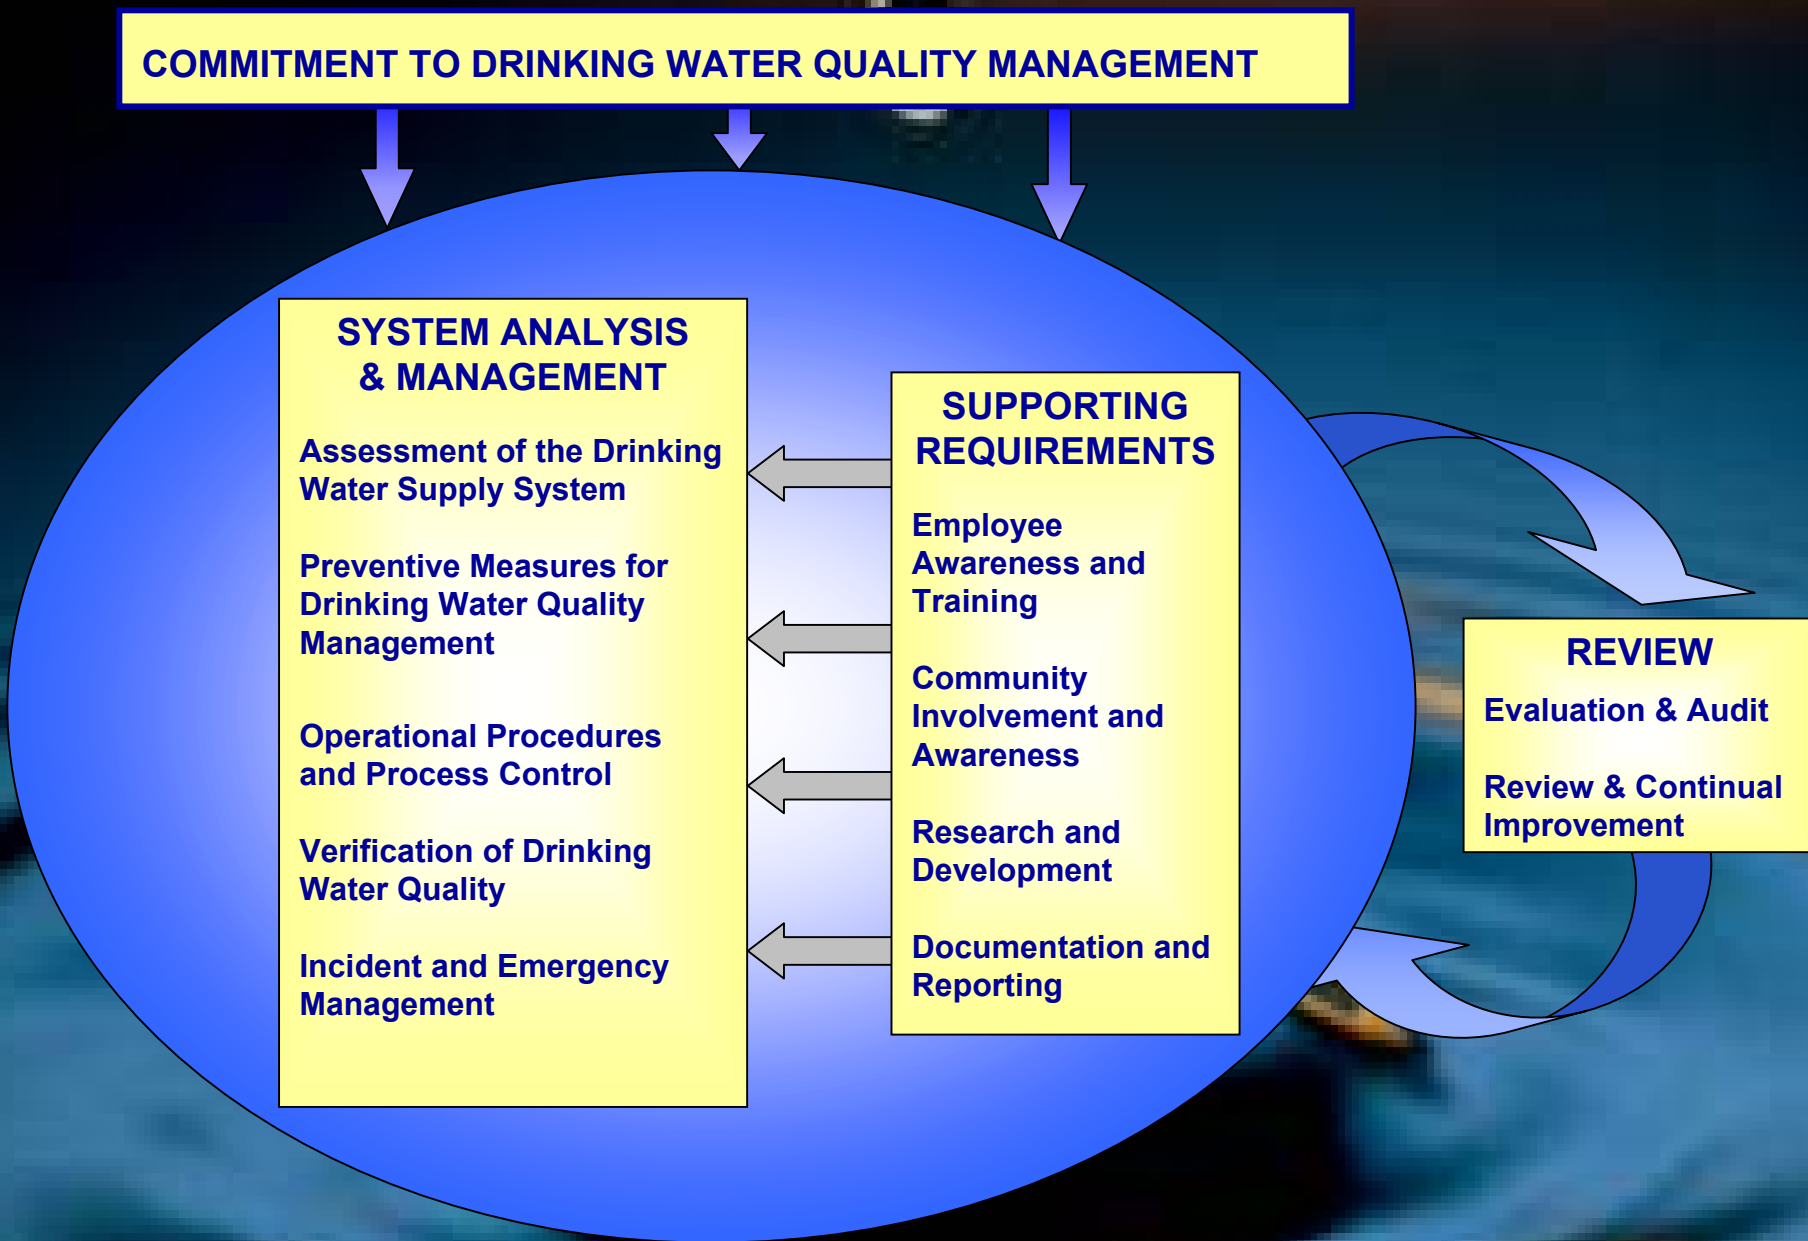 COMMITMENT TO DRINKING WATER QUALITY MANAGEMENT
SYSTEM ANALYSIS
& MANAGEMENT
Assessment of the Drinking
Water Supply System
Preventive Measures for
Drinking Water Quality
Management
Operational Procedures
and Process Control
Verification of Drinking
Water Quality
Incident and Emergency
Management
SUPPORTING
REQUIREMENTS
Employee
Awareness and
Training
Community
Involvement and
Awareness
Research and
Development
Documentation and
Reporting
REVIEW
Evaluation & Audit
Review & Continual
Improvement